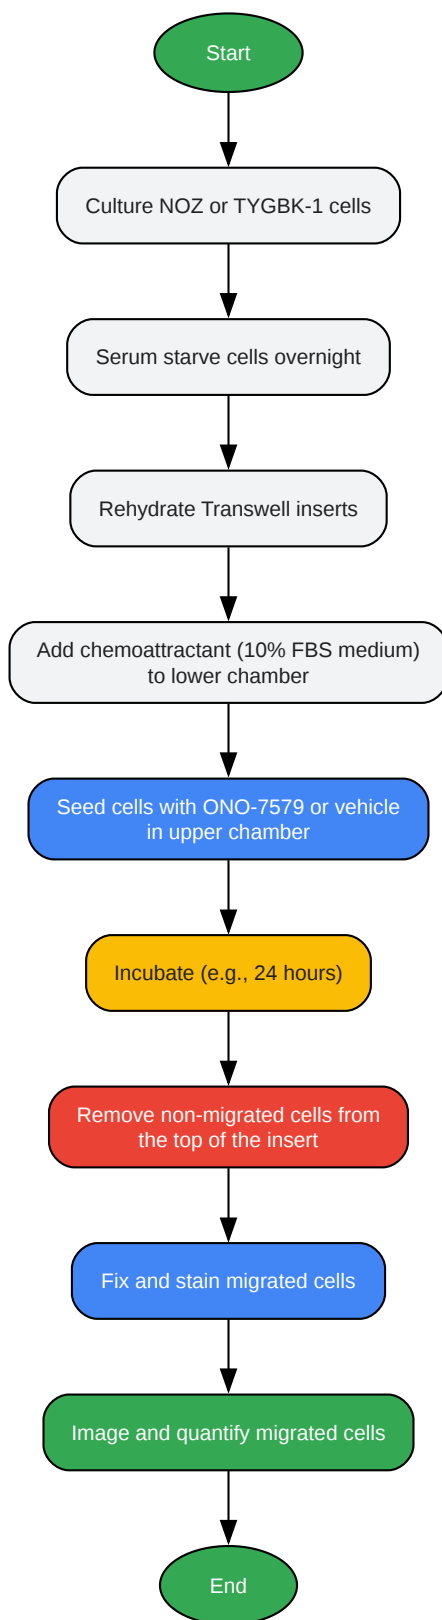 Start
Culture NOZ or TYGBK-1 cells
Serum starve cells overnight
Rehydrate Transwell inserts
Add chemoattractant (10% FBS medium)
to lower chamber
Seed cells with ONO-7579 or vehicle
in upper chamber
Incubate (e.g., 24 hours)
Remove non-migrated cells from
the top of the insert
Fix and stain migrated cells
Image and quantify migrated cells
End